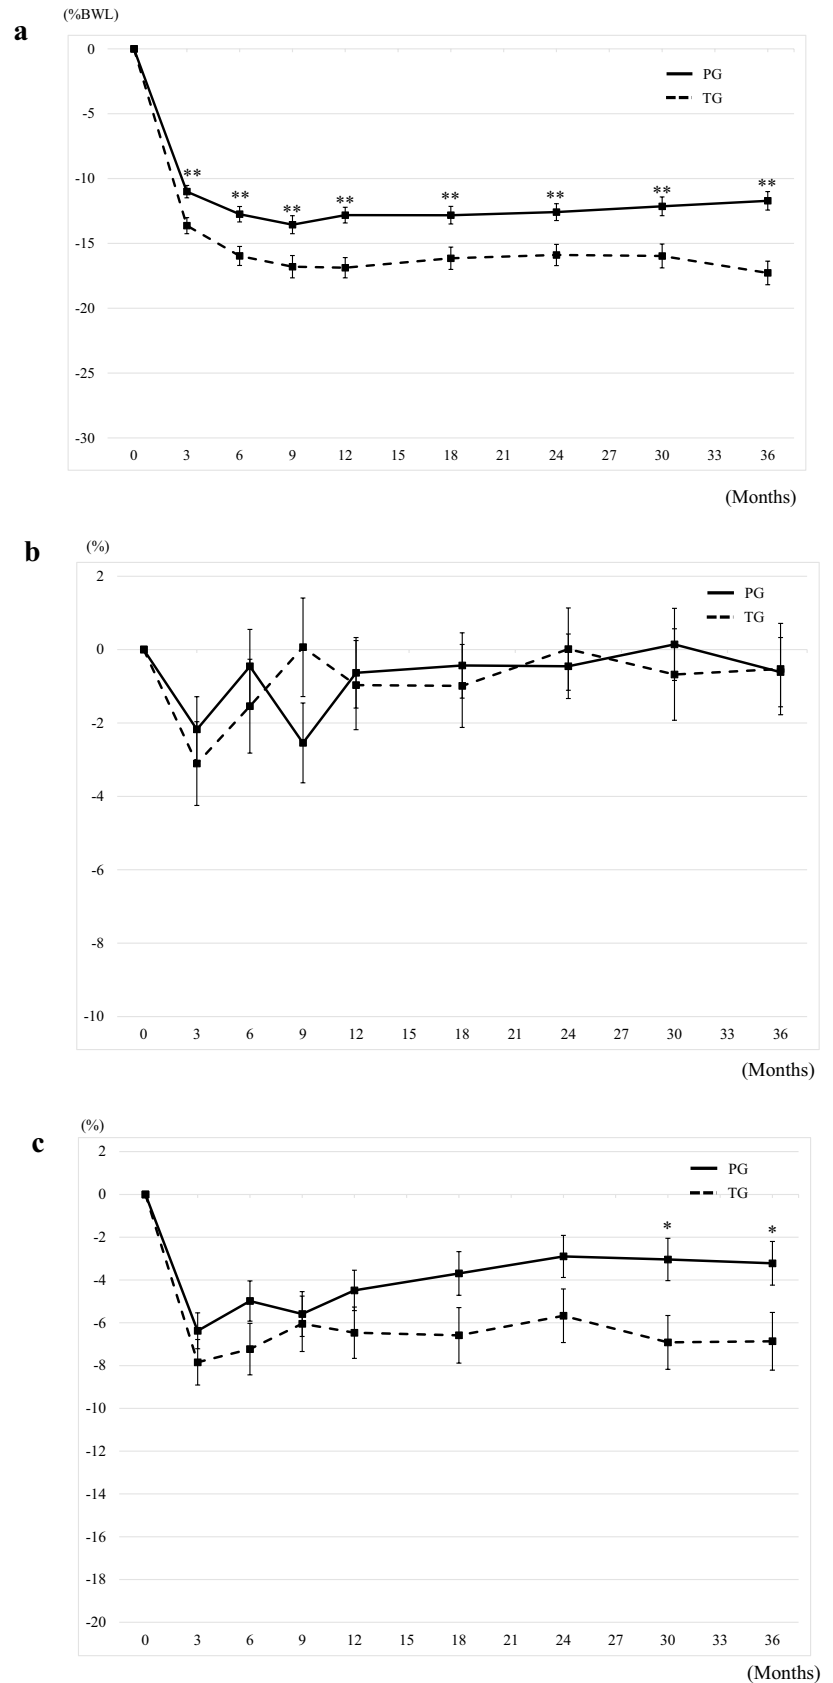 (%BWL)
a
0
PG
TG
-5
-10
** ** ** ** ** ** ** **
-15
-20
-25
-30
0 3 6 9 12 15 18 21 24 27 30 33 36
(Months)
b
(%)
2
PG
TG
0
-2
-4
-6
-8
-10
0 3 6 9 12 15 18 21 24 27 30 33 36
(Months)
(%)
c
2
PG
TG
0
* *
-2
-4
-6
-8
-10
-12
-14
-16
-18
-20
0 3 6 9 12 15 18 21 24 27 30 33 36
(Months)